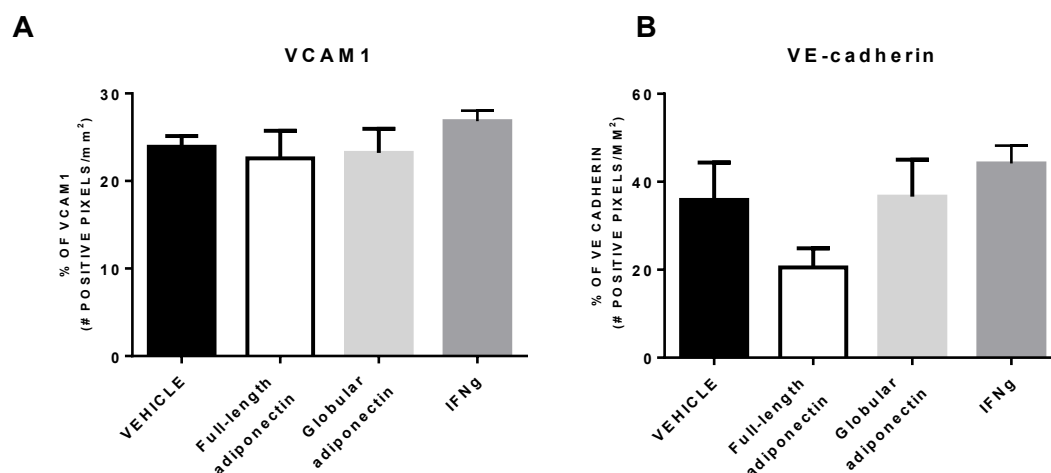 A
VCAM1
% OF VCAM1
(# POSITIVE PIXELS/mm²)
30
20
10
0
VEHICLE
Full-length
adiponectin
Globular
adiponectin
IFNg
B
VE-cadherin
% OF VE CADHERIN
(# POSITIVE PIXELS/MM²)
60
40
20
0
VEHICLE
Full-length
adiponectin
Globular
adiponectin
IFNg